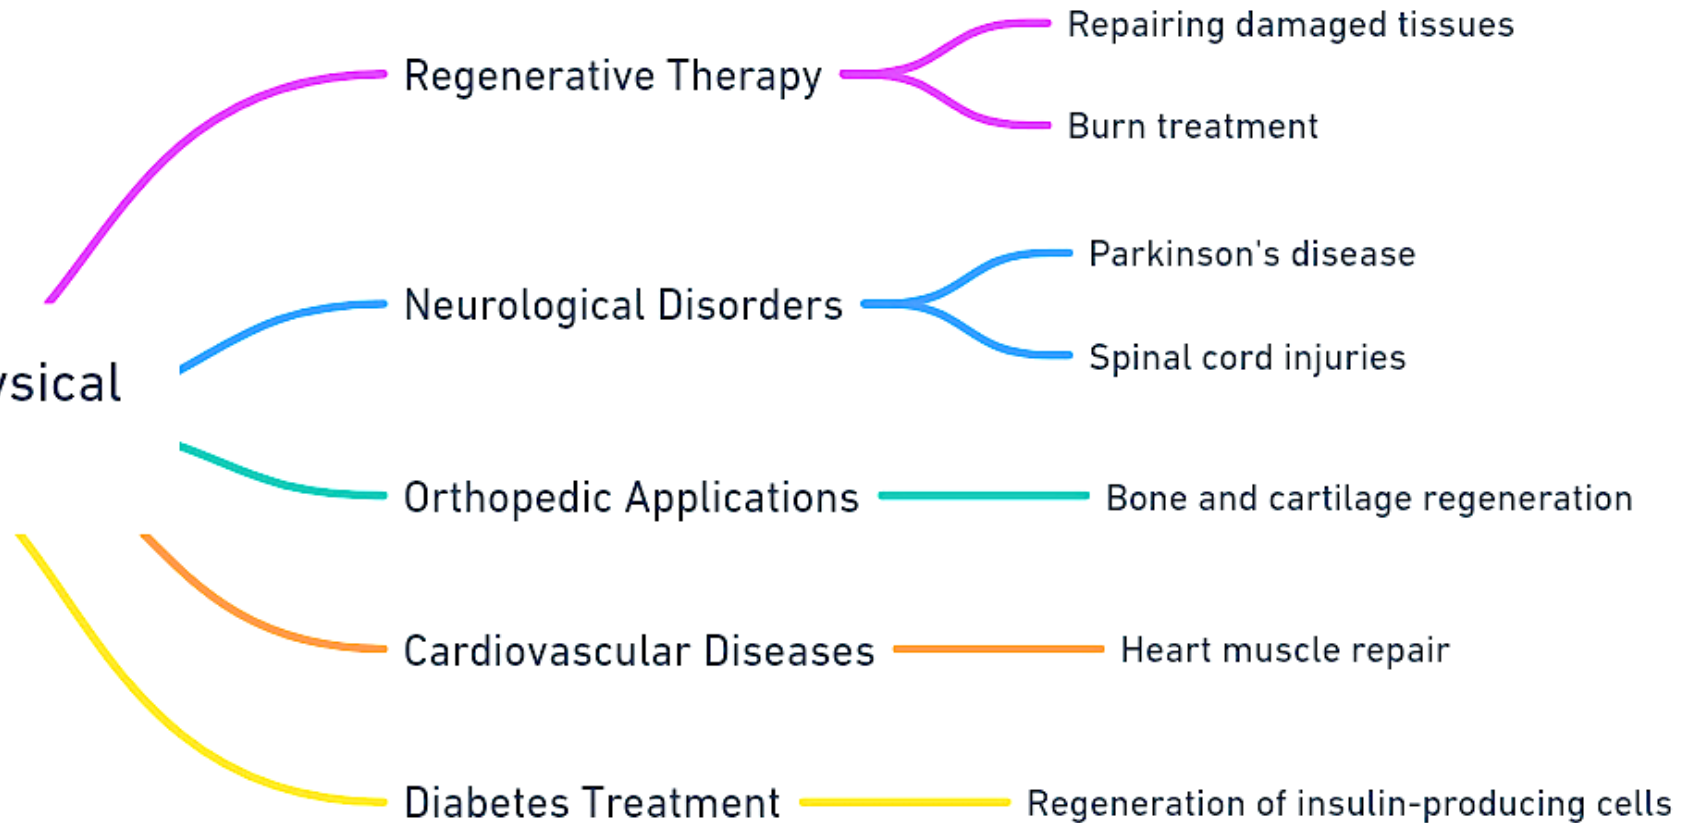 Repairing damaged tissues
Regenerative Therapy
Burn treatment
Parkinson's disease
Neurological Disorders
Spinal cord injuries
ysical
Orthopedic Applications
Bone and cartilage regeneration
Cardiovascular Diseases
Heart muscle repair
Diabetes Treatment
Regeneration of insulin-producing cells